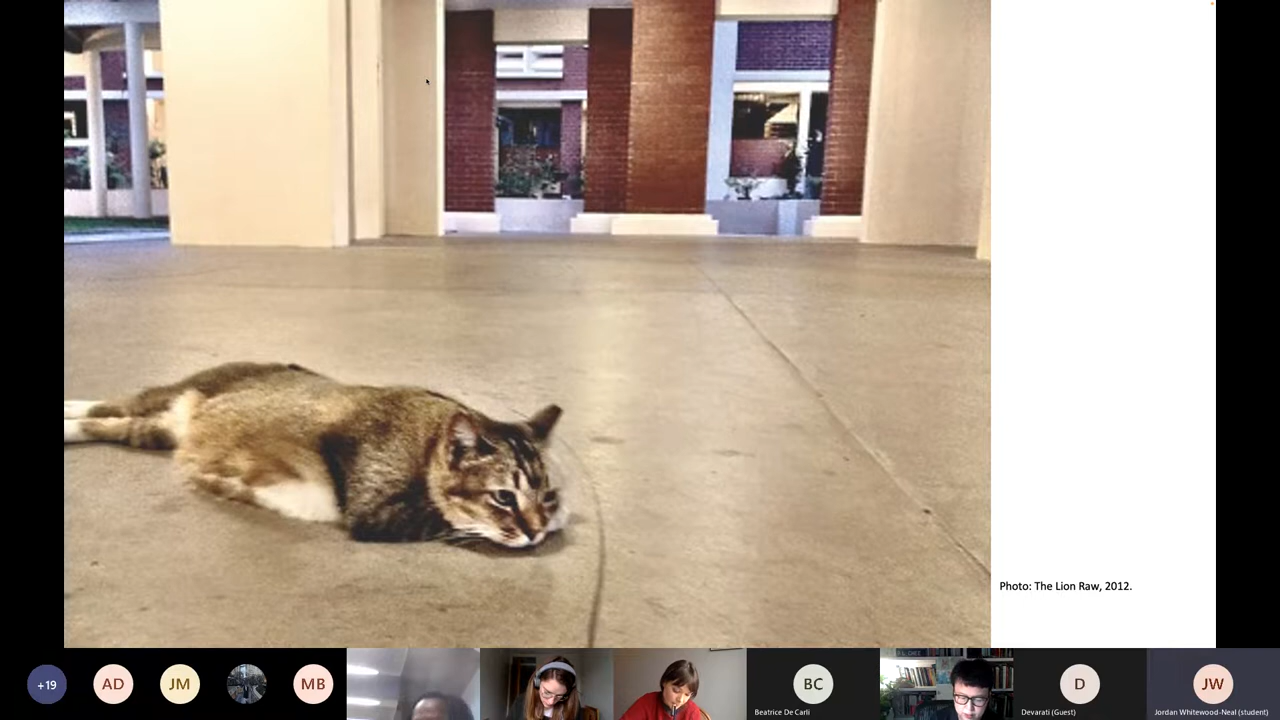 Photo: The Lion Raw, 2012.
+19
AD
JM
MB
BC
Beatrice De Carli
D
Devarati (Guest)
JW
Jordan Whitewood-Neal (student)